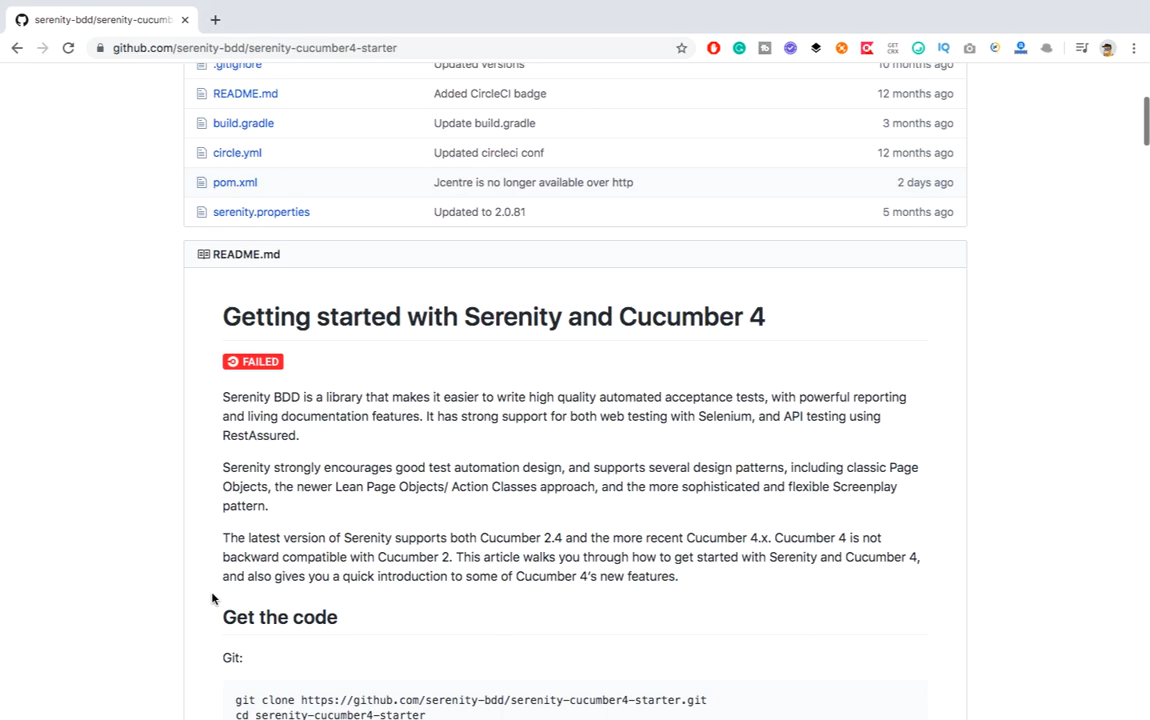 serenity-bdd/serenity-cucumb
github.com/serenity-bdd/serenity-cucumber4-starter
GET
CRX
IQ
.gitignore Updated versions 10 months ago
README.md Added CircleCI badge 12 months ago
build.gradle Update build.gradle 3 months ago
circle.yml Updated circleci conf 12 months ago
pom.xml Jcentre is no longer available over http 2 days ago
serenity.properties Updated to 2.0.81 5 months ago
README.md
Getting started with Serenity and Cucumber 4
FAILED
Serenity BDD is a library that makes it easier to write high quality automated acceptance tests, with powerful reporting
and living documentation features. It has strong support for both web testing with Selenium, and API testing using
RestAssured.
Serenity strongly encourages good test automation design, and supports several design patterns, including classic Page
Objects, the newer Lean Page Objects/ Action Classes approach, and the more sophisticated and flexible Screenplay
pattern.
The latest version of Serenity supports both Cucumber 2.4 and the more recent Cucumber 4.x. Cucumber 4 is not
backward compatible with Cucumber 2. This article walks you through how to get started with Serenity and Cucumber 4,
and also gives you a quick introduction to some of Cucumber 4's new features.
Get the code
Git:
git clone https://github.com/serenity-bdd/serenity-cucumber4-starter.git
cd serenity-cucumber4-starter